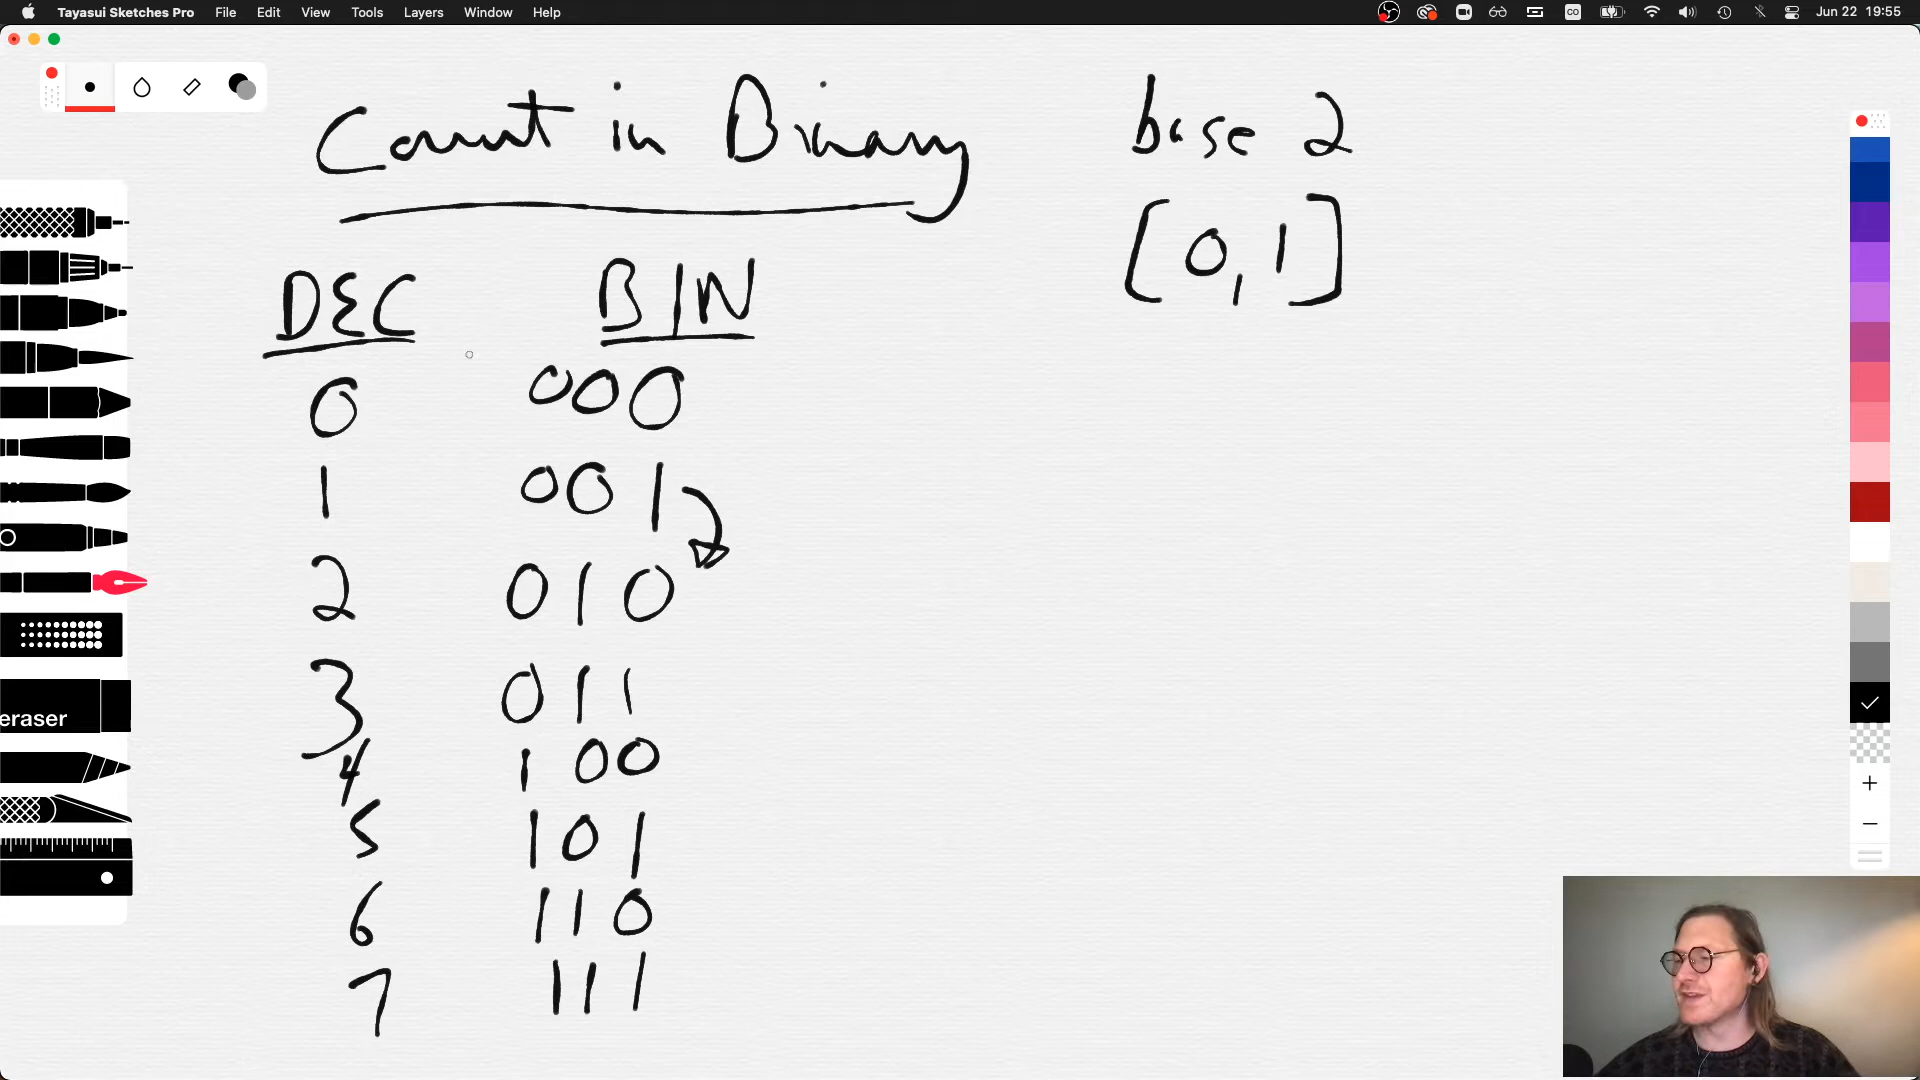 Tayasui Sketches Pro File Edit View Tools Layers Window Help
Jun 22 19:55
Count in Binary
base 2
[0, 1]
DEC BIN
0 000
1 001
2 010
3 011
4 100
5 101
6 110
7 111
eraser